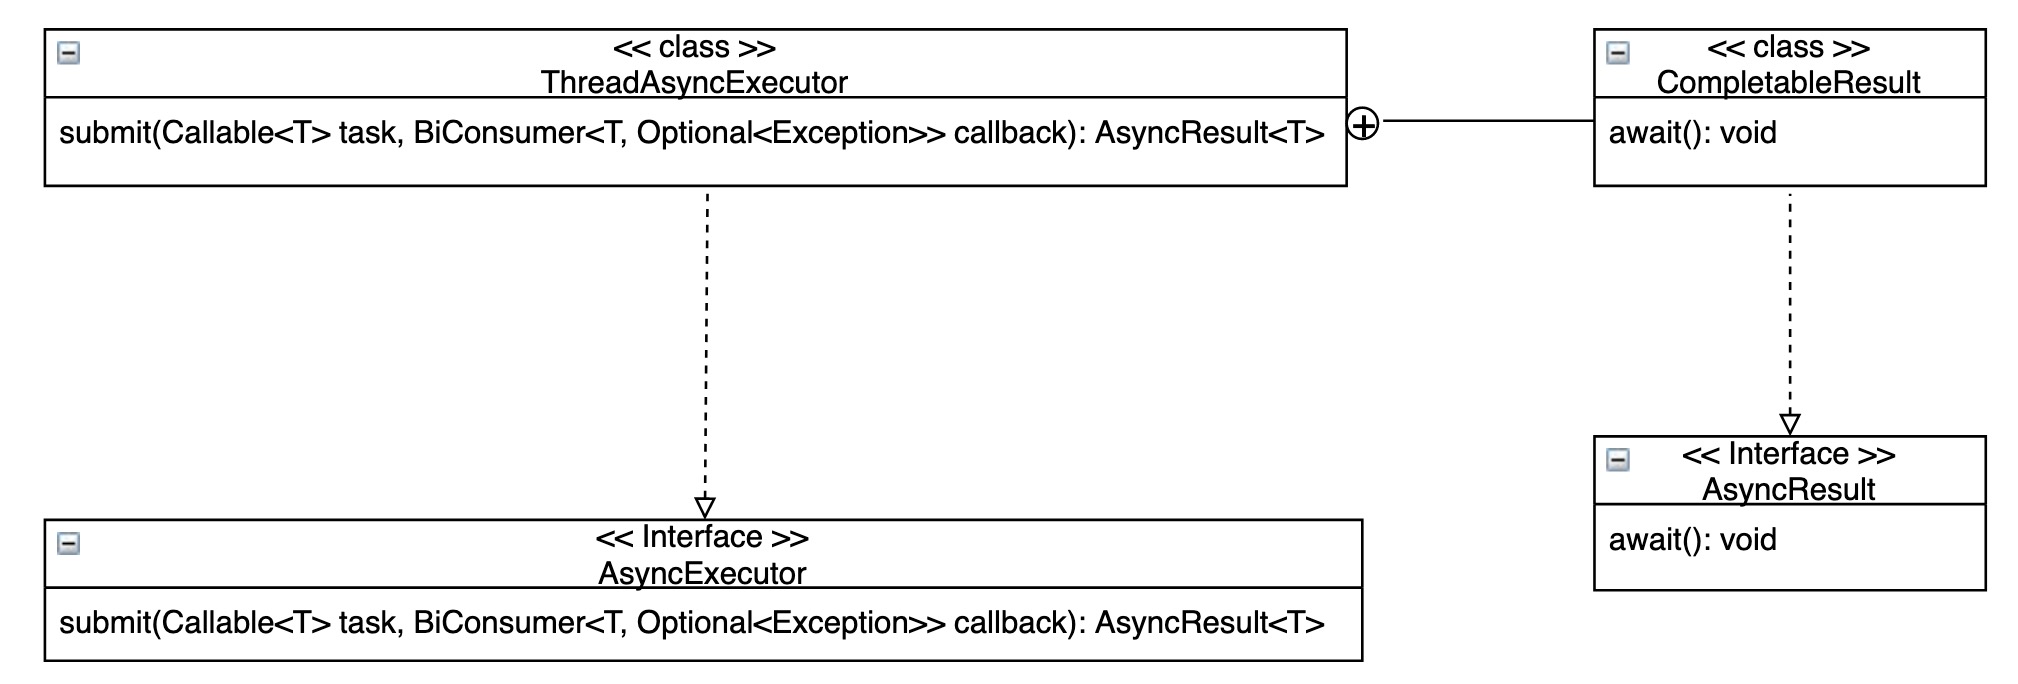 << class >>
ThreadAsyncExecutor
submit(Callable<T> task, BiConsumer<T, Optional<Exception>> callback): AsyncResult<T>
<< class >>
CompletableResult
await(): void
<< Interface >>
AsyncResult
await(): void
<< Interface >>
AsyncExecutor
submit(Callable<T> task, BiConsumer<T, Optional<Exception>> callback): AsyncResult<T>